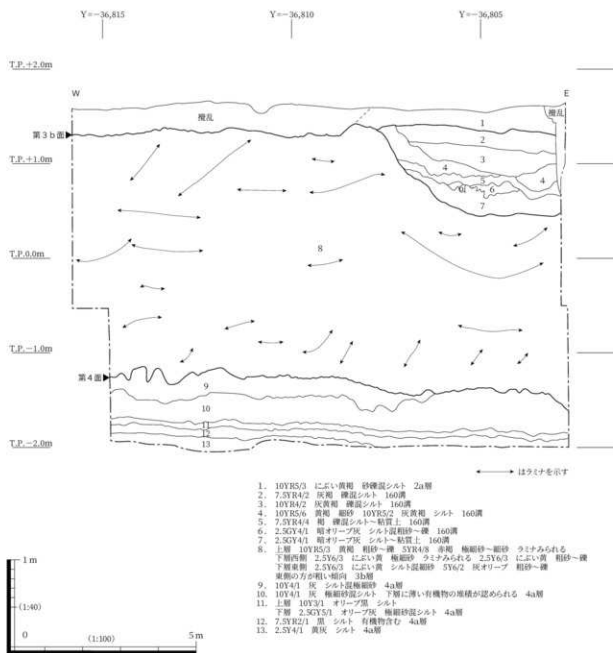 Y=−36,815 Y=−36,810 Y=−36,805
T.P.+2.0m
W E
攪乱 攪乱
第3b面
1
2
T.P.+1.0m
3
4 4
5
6
7
T.P.0.0m
8
T.P.−1.0m
第4面
9
10
11
12
T.P.−2.0m
13
はラミナを示す
1. 10YR5/3 にぶい黄褐 砂礫混シルト 2a層
2. 7.5YR4/2 灰褐 礫混シルト 160溝
3. 10YR4/2 灰黄褐 礫混シルト 160溝
4. 10YR5/6 黄褐 細砂 10YR5/2 灰黄褐 シルト 160溝
5. 7.5YR4/4 褐 礫混シルト～粘質土 160溝
6. 2.5GY4/1 暗オリーブ灰 シルト混粗砂～礫 160溝
7. 2.5GY4/1 暗オリーブ灰 シルト～粘質土 160溝
8. 上層 10YR5/3 黄褐 粗砂～礫 5YR4/8 赤褐 極細砂～細砂 ラミナみられる
下層西側 2.5Y6/3 にぶい黄 極細砂 ラミナみられる 2.5Y6/3 にぶい黄 粗砂～礫
下層東側 2.5Y6/3 にぶい黄 シルト混細砂 5Y6/2 灰オリーブ 粗砂～礫
東側の方が粗い傾向 3b層
9. 10Y4/1 灰 シルト混極細砂 4a層
10. 10Y4/1 灰 極細砂混シルト 下層に薄い有機物の堆積が認められる 4a層
11. 上層 10Y3/1 オリーブ黒 シルト
下層 2.5GY5/1 オリーブ灰 極細砂混シルト 4a層
12. 7.5YR2/1 黒 シルト 有機物含む 4a層
13. 2.5Y4/1 黄灰 シルト 4a層
1 m
(1:40)
0 (1:100) 5 m